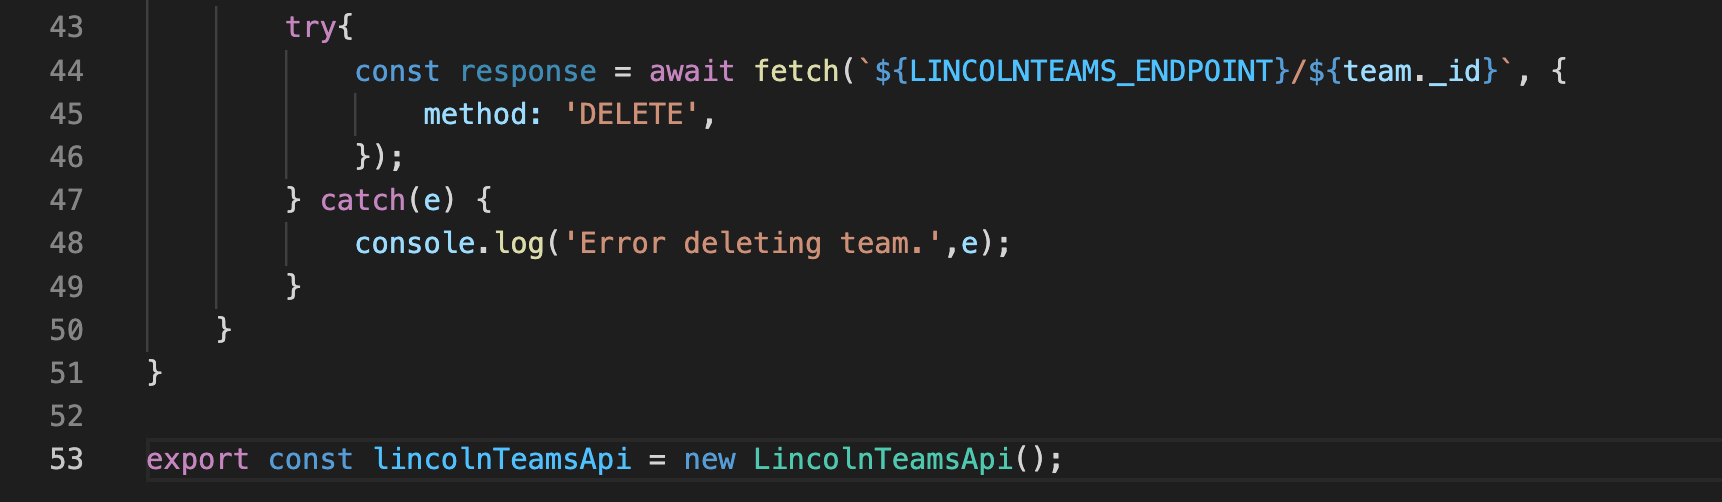 43 try{
44 const response = await fetch(`${LINCOLNTEAMS_ENDPOINT}/${team._id}`, {
45 method: 'DELETE',
46 });
47 } catch(e) {
48 console.log('Error deleting team.',e);
49 }
50 }
51 }
52
53 export const lincolnTeamsApi = new LincolnTeamsApi();